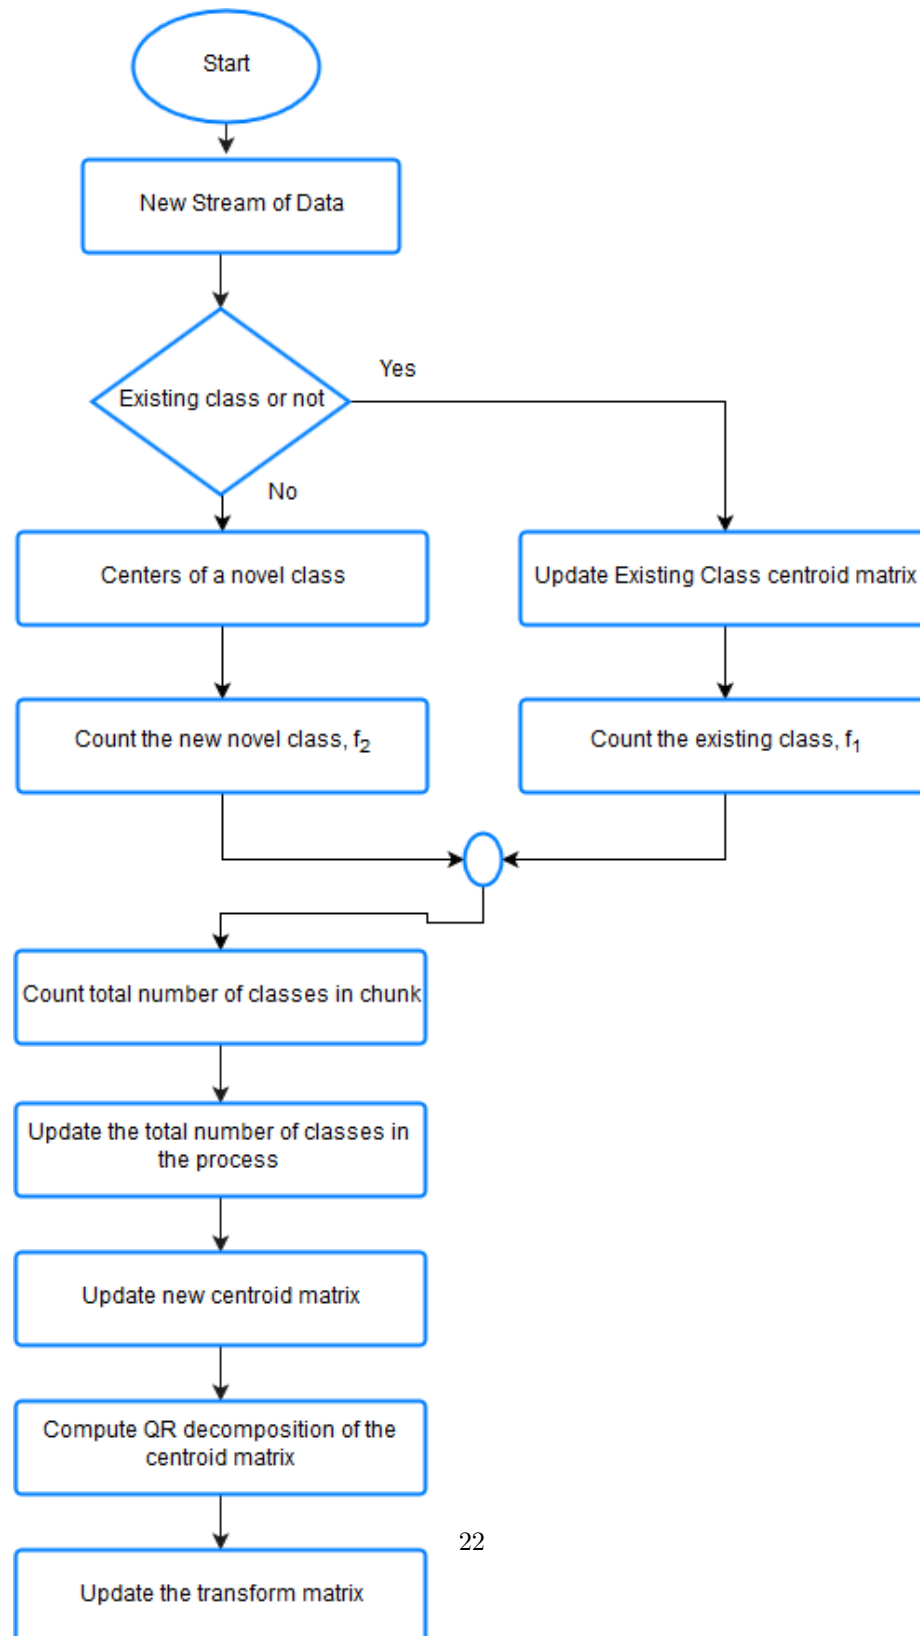 Start
New Stream of Data
Existing class or not
Yes
No
Centers of a novel class
Update Existing Class centroid matrix
Count the new novel class, f₂
Count the existing class, f₁
Count total number of classes in chunk
Update the total number of classes in
the process
Update new centroid matrix
Compute QR decomposition of the
centroid matrix
22
Update the transform matrix